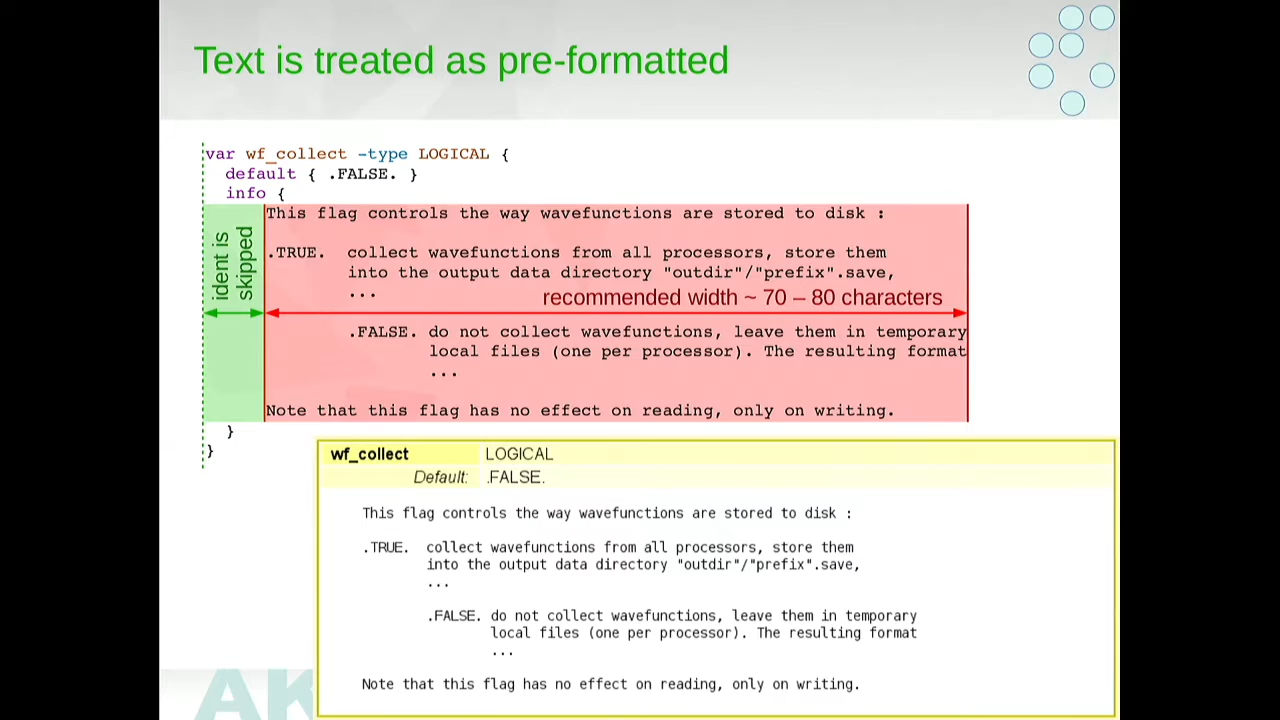 Text is treated as pre-formatted
var wf_collect -type LOGICAL {
default { .FALSE. }
info {
This flag controls the way wavefunctions are stored to disk :
ident is
skipped
.TRUE.  collect wavefunctions from all processors, store them
into the output data directory "outdir"/"prefix".save,
...
recommended width ~ 70 – 80 characters
.FALSE. do not collect wavefunctions, leave them in temporary
local files (one per processor). The resulting format
...
Note that this flag has no effect on reading, only on writing.
}
}
wf_collect LOGICAL
Default: .FALSE.
This flag controls the way wavefunctions are stored to disk :
.TRUE.  collect wavefunctions from all processors, store them
into the output data directory "outdir"/"prefix".save,
...
.FALSE. do not collect wavefunctions, leave them in temporary
local files (one per processor). The resulting format
...
Note that this flag has no effect on reading, only on writing.